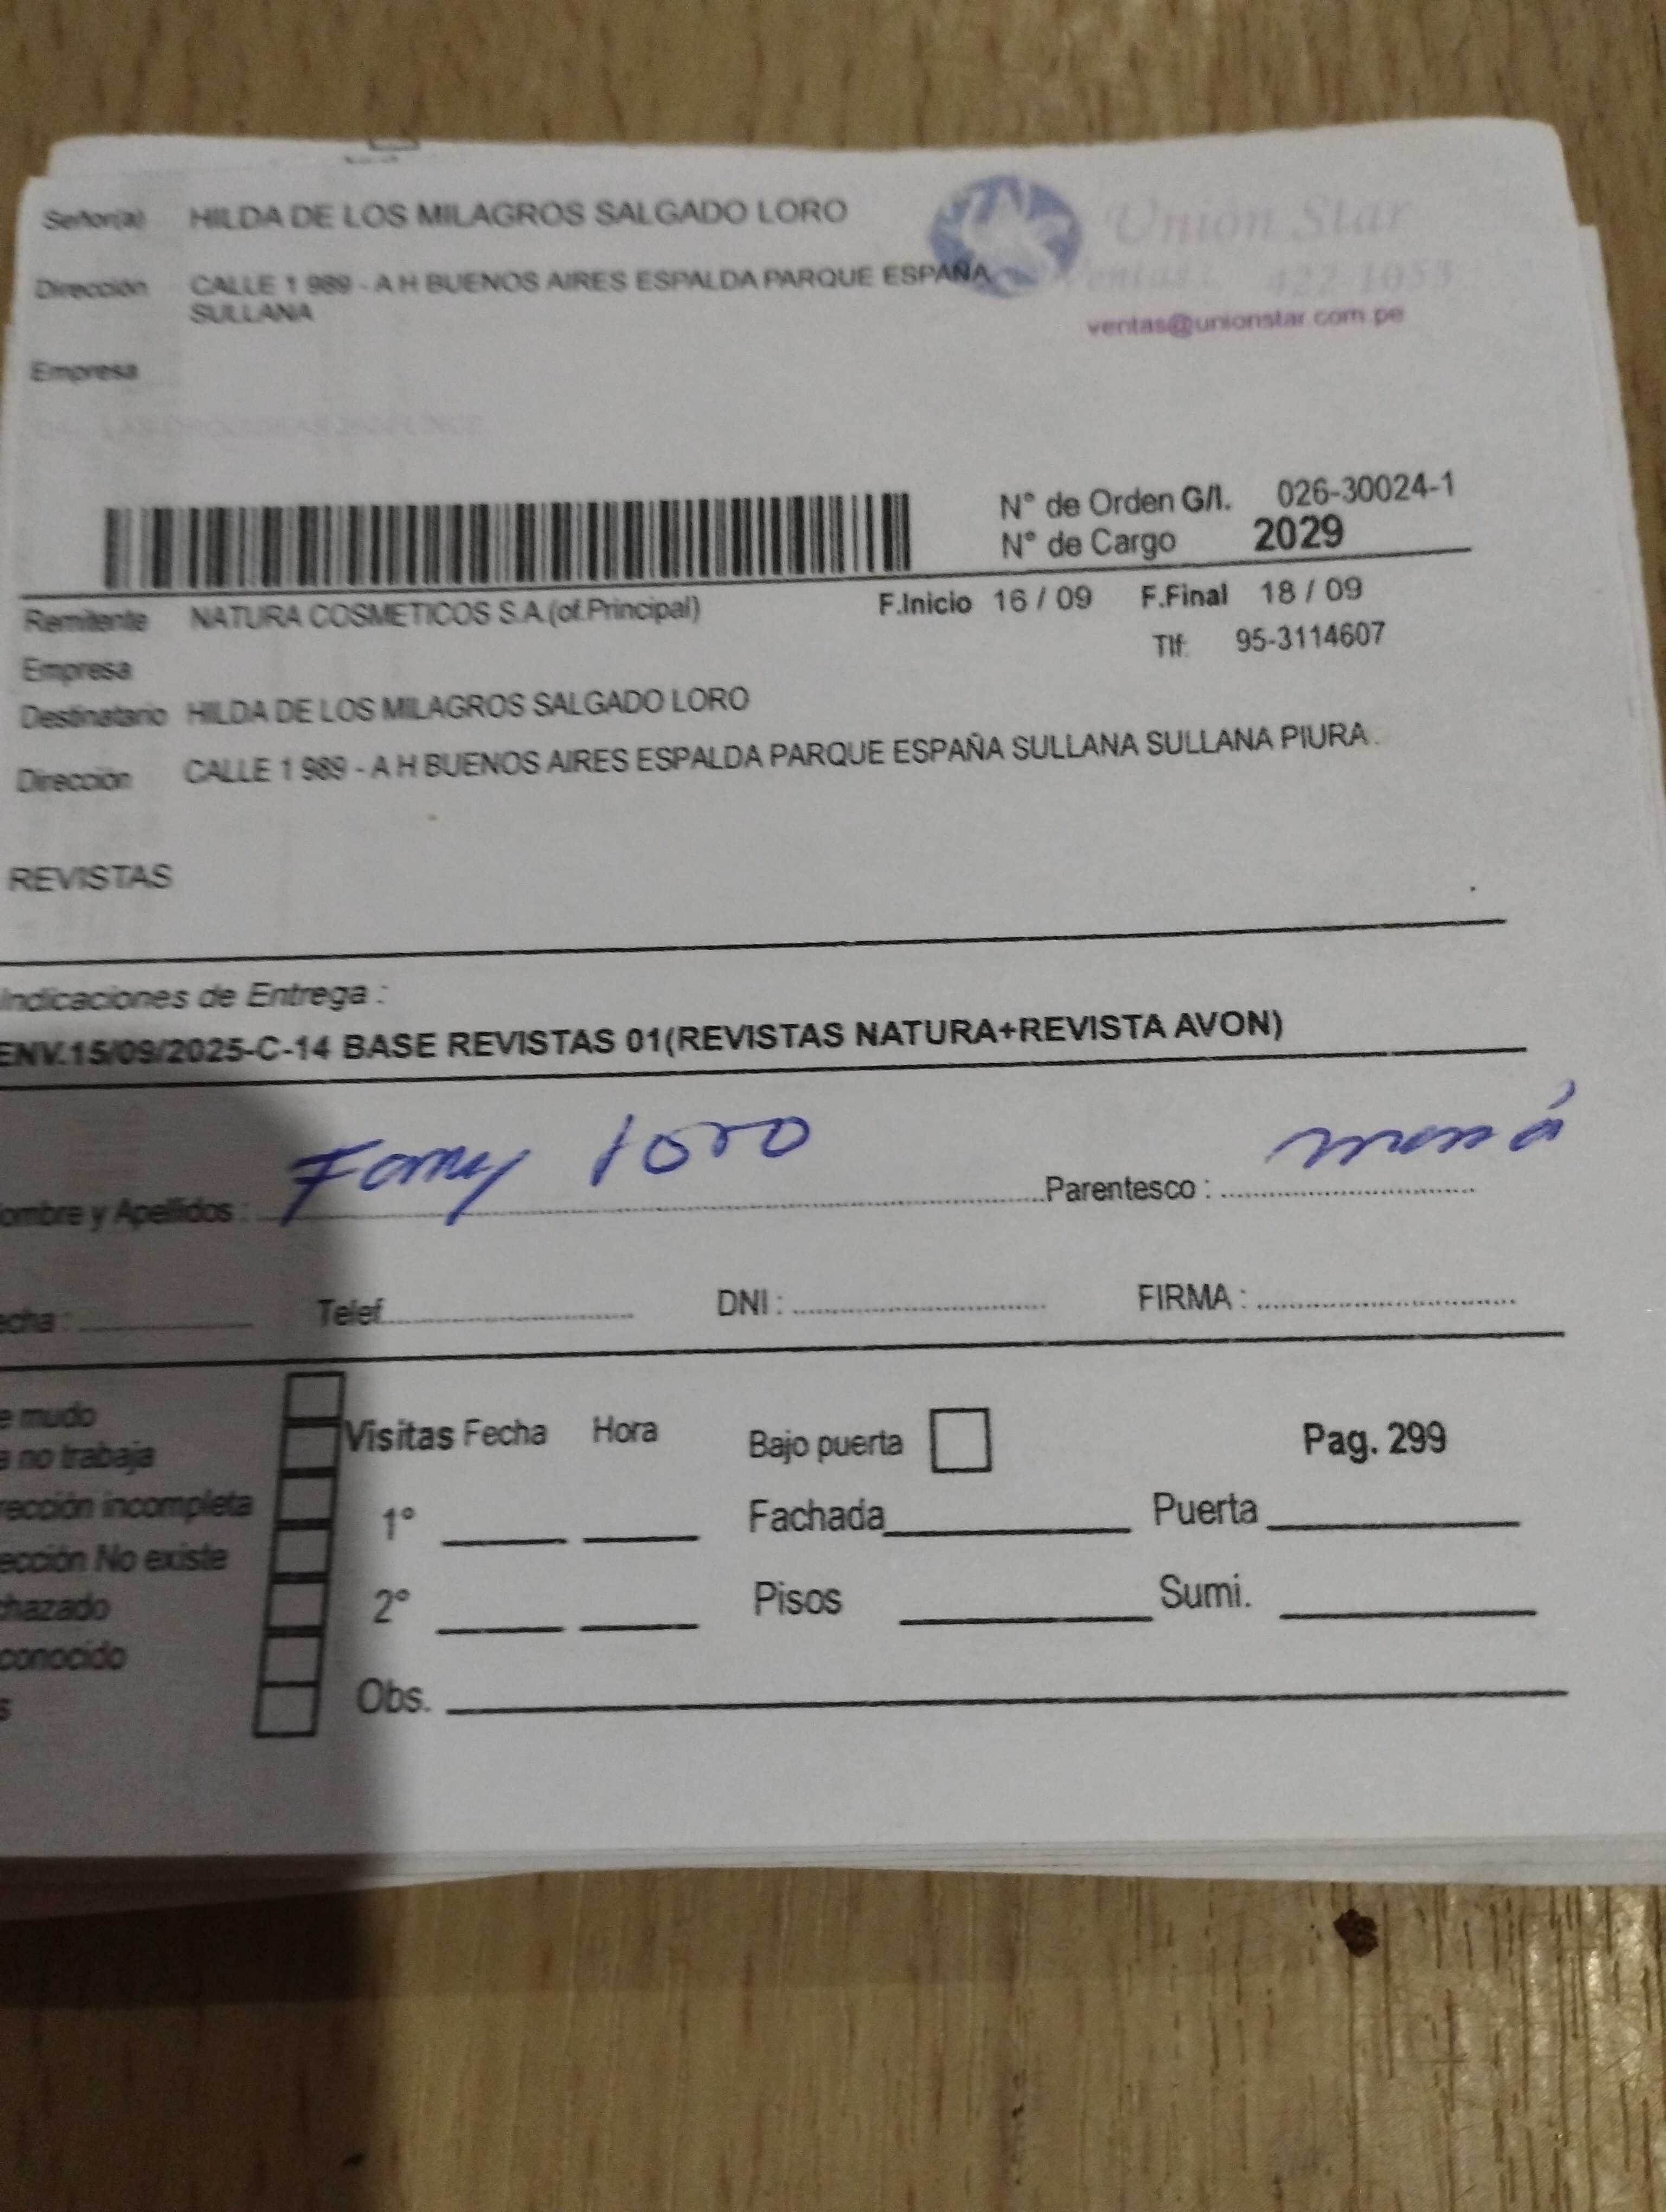 Señor(a) HILDA DE LOS MILAGROS SALGADO LORO
Unión Star
Dirección CALLE 1 989 - A H BUENOS AIRES ESPALDA PARQUE ESPAÑA
SULLANA
Ventas: 422-1053
ventas@unionstar.com.pe
Empresa
N° de Orden G/I. 026-30024-1
N° de Cargo 2029
Remitente NATURA COSMETICOS S.A.(of.Principal) F.Inicio 16 / 09 F.Final 18 / 09
Empresa Tlf: 95-3114607
Destinatario HILDA DE LOS MILAGROS SALGADO LORO
Dirección CALLE 1 989 - A H BUENOS AIRES ESPALDA PARQUE ESPAÑA SULLANA SULLANA PIURA.
REVISTAS
Indicaciones de Entrega :
ENV.15/09/2025-C-14 BASE REVISTAS 01(REVISTAS NATURA+REVISTA AVON)
ombre y Apellidos : loro Parentesco :
echa : Telef. DNI : FIRMA :
e mudo
a no trabaja
rección incompleta
ección No existe
chazado
conocido
s
Visitas Fecha Hora Bajo puerta Pag. 299
1° Fachada Puerta
2° Pisos Sumi.
Obs.